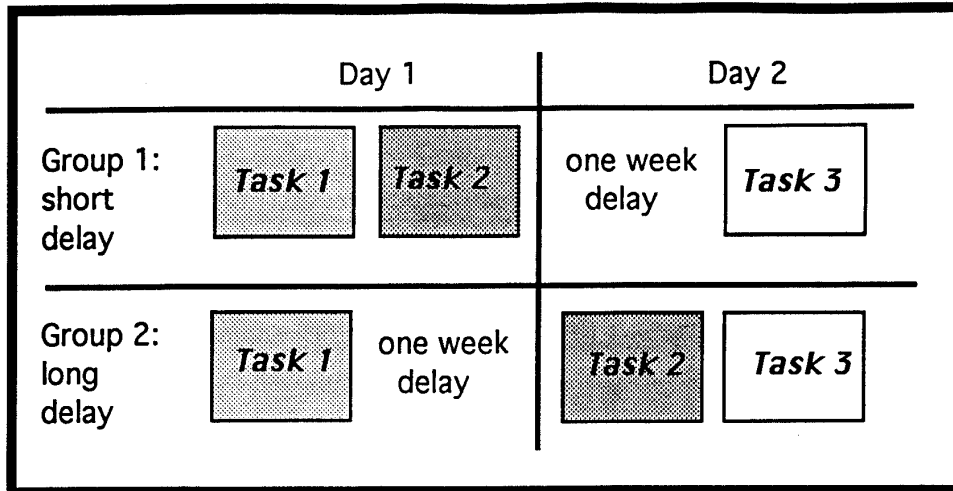 Day 1
Day 2
Group 1:
short
delay
Task 1
Task 2
one week
delay
Task 3
Group 2:
long
delay
Task 1
one week
delay
Task 2
Task 3